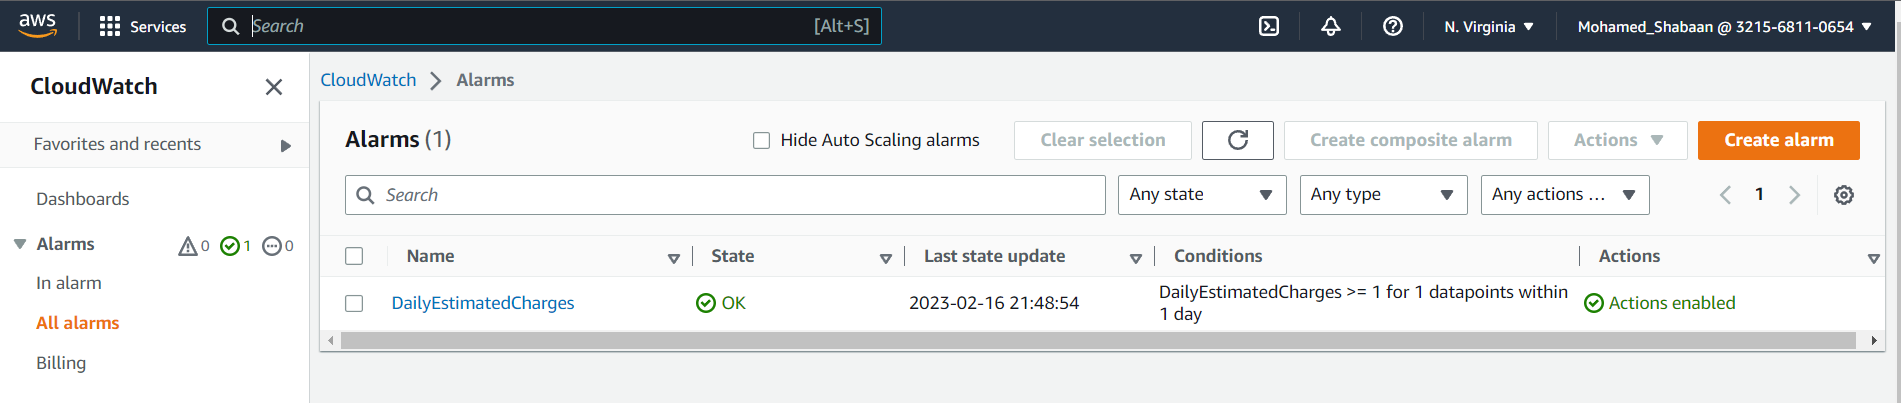 aws
Services
Search
[Alt+S]
N. Virginia
Mohamed_Shabaan @ 3215-6811-0654
CloudWatch
Favorites and recents
Dashboards
Alarms
0
1
0
In alarm
All alarms
Billing
CloudWatch
Alarms
Alarms (1)
Hide Auto Scaling alarms
Clear selection
Create composite alarm
Actions
Create alarm
Search
Any state
Any type
Any actions ...
1
Name
State
Last state update
Conditions
Actions
DailyEstimatedCharges
OK
2023-02-16 21:48:54
DailyEstimatedCharges >= 1 for 1 datapoints within
1 day
Actions enabled